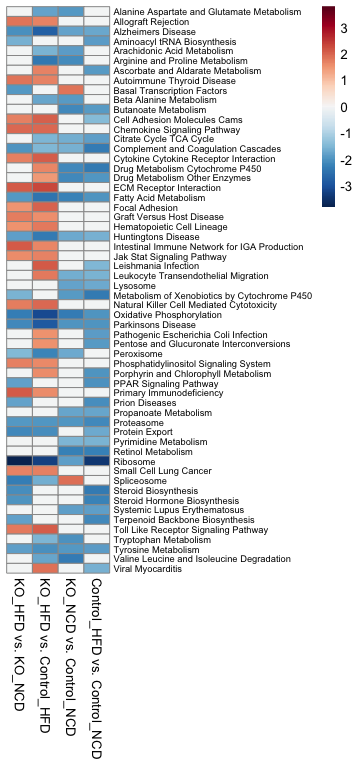 Alanine Aspartate and Glutamate Metabolism
Allograft Rejection
Alzheimers Disease
Aminoacyl tRNA Biosynthesis
Arachidonic Acid Metabolism
Arginine and Proline Metabolism
Ascorbate and Aldarate Metabolism
Autoimmune Thyroid Disease
Basal Transcription Factors
Beta Alanine Metabolism
Butanoate Metabolism
Cell Adhesion Molecules Cams
Chemokine Signaling Pathway
Citrate Cycle TCA Cycle
Complement and Coagulation Cascades
Cytokine Cytokine Receptor Interaction
Drug Metabolism Cytochrome P450
Drug Metabolism Other Enzymes
ECM Receptor Interaction
Fatty Acid Metabolism
Focal Adhesion
Graft Versus Host Disease
Hematopoietic Cell Lineage
Huntingtons Disease
Intestinal Immune Network for IGA Production
Jak Stat Signaling Pathway
Leishmania Infection
Leukocyte Transendothelial Migration
Lysosome
Metabolism of Xenobiotics by Cytochrome P450
Natural Killer Cell Mediated Cytotoxicity
Oxidative Phosphorylation
Parkinsons Disease
Pathogenic Escherichia Coli Infection
Pentose and Glucuronate Interconversions
Peroxisome
Phosphatidylinositol Signaling System
Porphyrin and Chlorophyll Metabolism
PPAR Signaling Pathway
Primary Immunodeficiency
Prion Diseases
Propanoate Metabolism
Proteasome
Protein Export
Pyrimidine Metabolism
Retinol Metabolism
Ribosome
Small Cell Lung Cancer
Spliceosome
Steroid Biosynthesis
Steroid Hormone Biosynthesis
Systemic Lupus Erythematosus
Terpenoid Backbone Biosynthesis
Toll Like Receptor Signaling Pathway
Tryptophan Metabolism
Tyrosine Metabolism
Valine Leucine and Isoleucine Degradation
Viral Myocarditis
3
2
1
0
-1
-2
-3
KO_HFD vs. KO_NCD
KO_HFD vs. Control_HFD
KO_NCD vs. Control_NCD
Control_HFD vs. Control_NCD